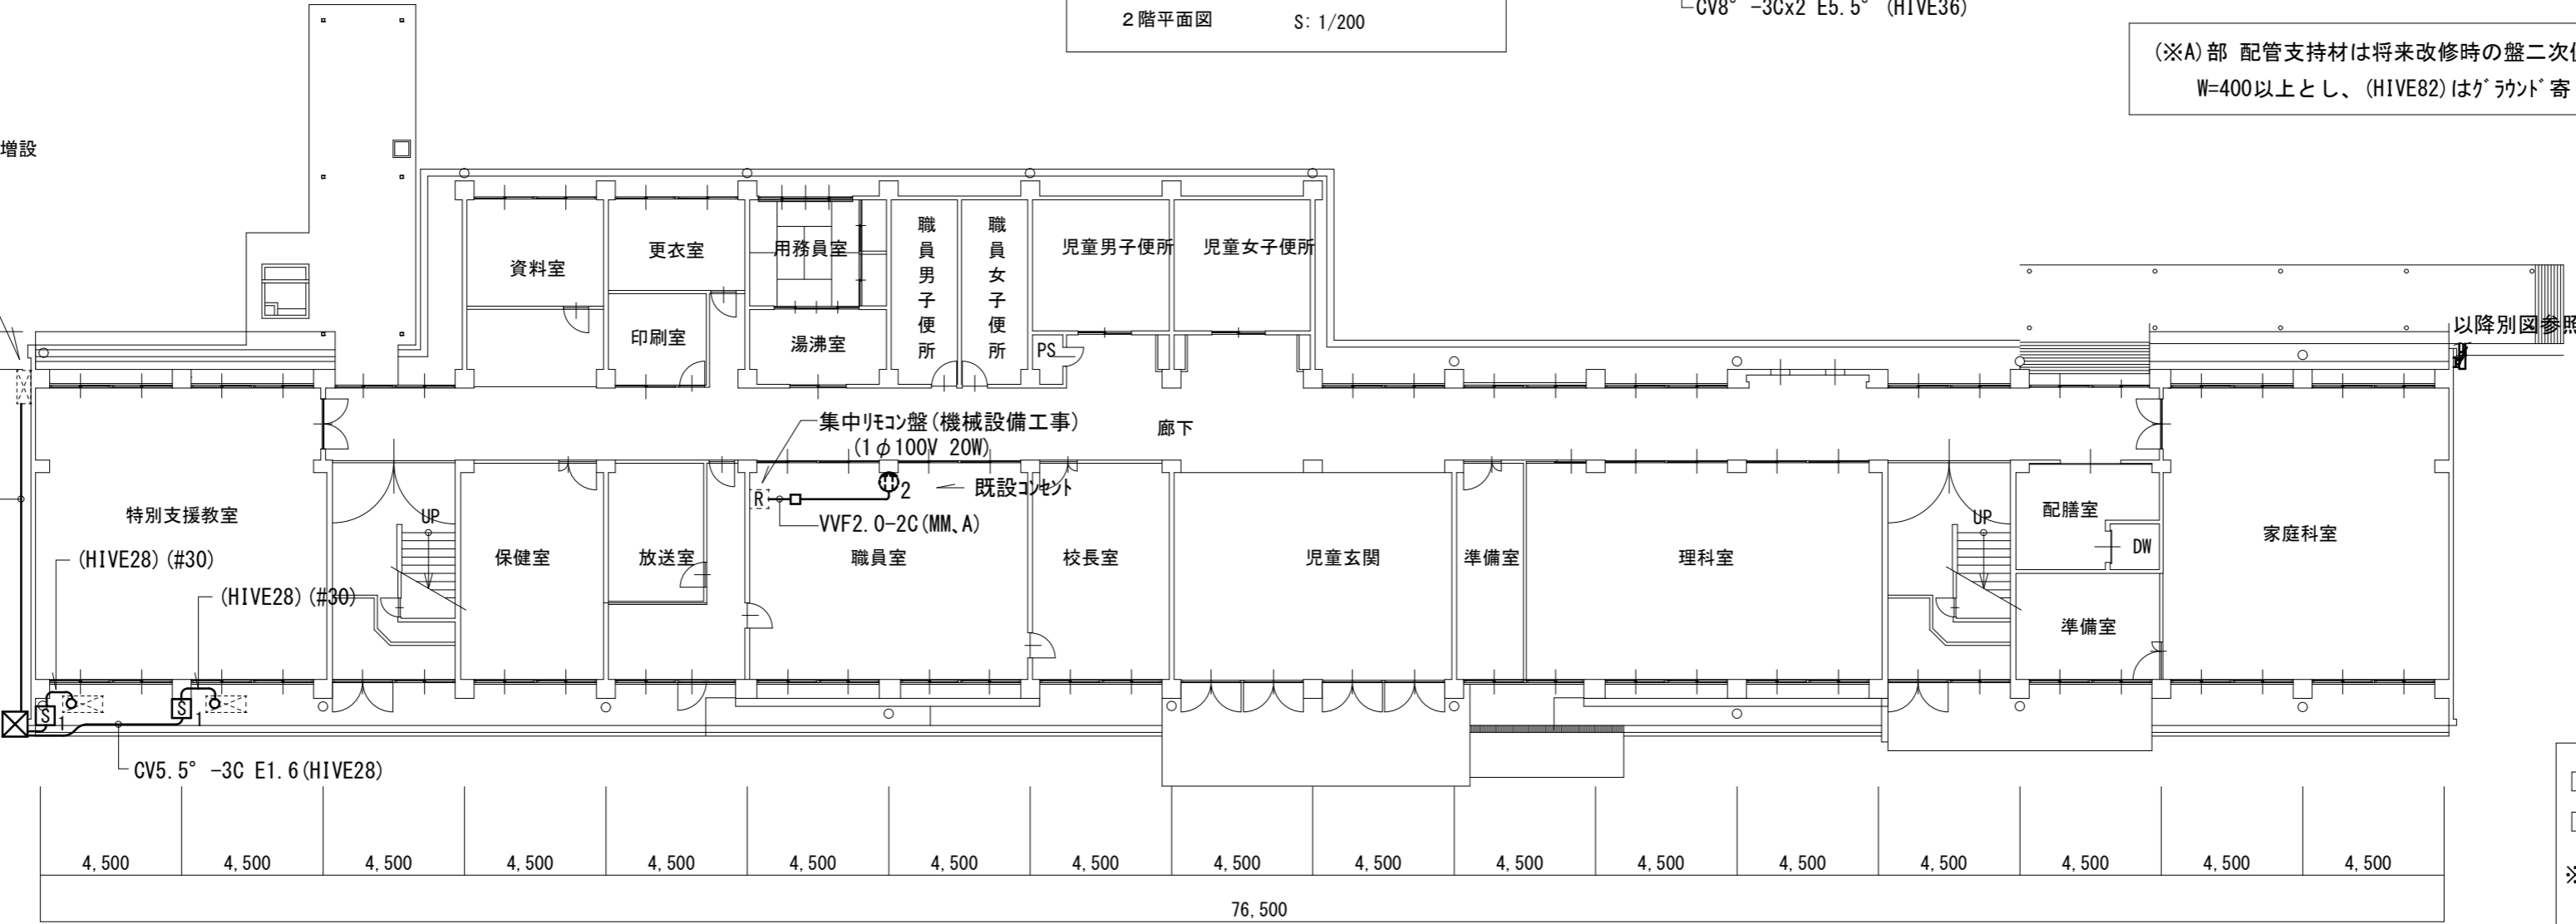 ２階平面図 S: 1/200
CV8° -3Cx2 E5.5° (HIVE36)
(※A)部 配管支持材は将来改修時の盤二次
W=400以上とし、(HIVE82)はｸﾞﾗｳﾝﾄﾞ寄
増設
資料室
更衣室
用務員室
職員男子便所
職員女子便所
児童男子便所
児童女子便所
印刷室
湯沸室
PS
以降別図参照
集中ﾘﾓｺﾝ盤(機械設備工事)
(1φ100V 20W)
廊下
R
2
既設ｺﾝｾﾝﾄ
VVF2.0-2C(MM、A)
特別支援教室
UP
保健室
放送室
職員室
校長室
児童玄関
準備室
理科室
UP
配膳室
DW
準備室
家庭科室
(HIVE28)(#30)
(HIVE28)(#30)
S 1
S 1
CV5.5° -3C E1.6(HIVE28)
4,500 4,500 4,500 4,500 4,500 4,500 4,500 4,500 4,500 4,500 4,500 4,500 4,500 4,500 4,500 4,500 4,500
76,500
※